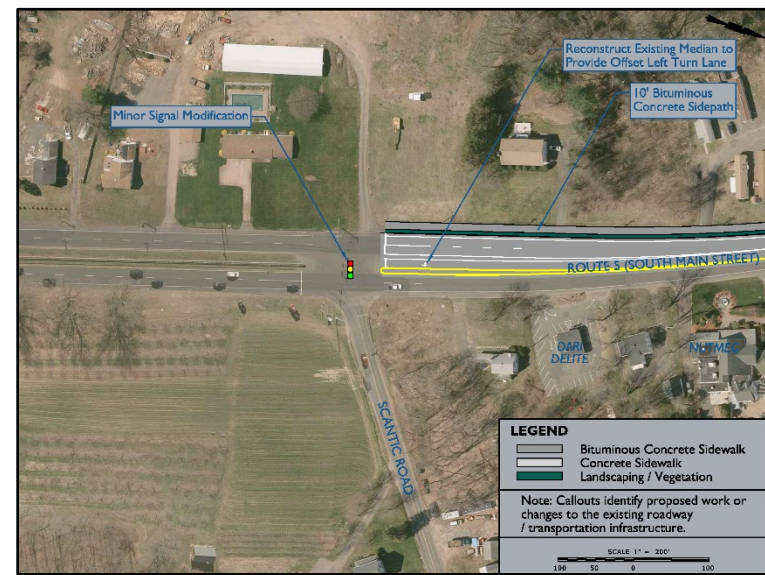 Reconstruct Existing Median to
Provide Offset Left Turn Lane
10' Bituminous
Concrete Sidepath
Minor Signal Modification
ROUTE 5 (SOUTH MAIN STREET)
DARI
DELITE
NUTMEG
SCANTIC ROAD
LEGEND
Bituminous Concrete Sidewalk
Concrete Sidewalk
Landscaping / Vegetation
Note: Callouts identify proposed work or
changes to the existing roadway
/ transportation infrastructure.
SCALE 1" = 200'
100 50 0 100